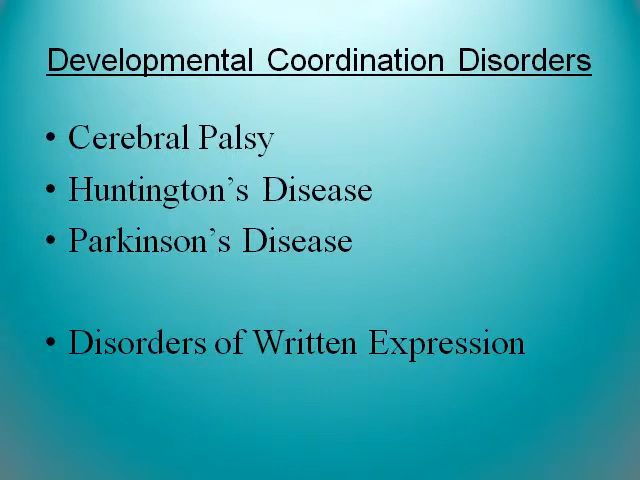 Developmental Coordination Disorders
• Cerebral Palsy
• Huntington’s Disease
• Parkinson’s Disease
• Disorders of Written Expression